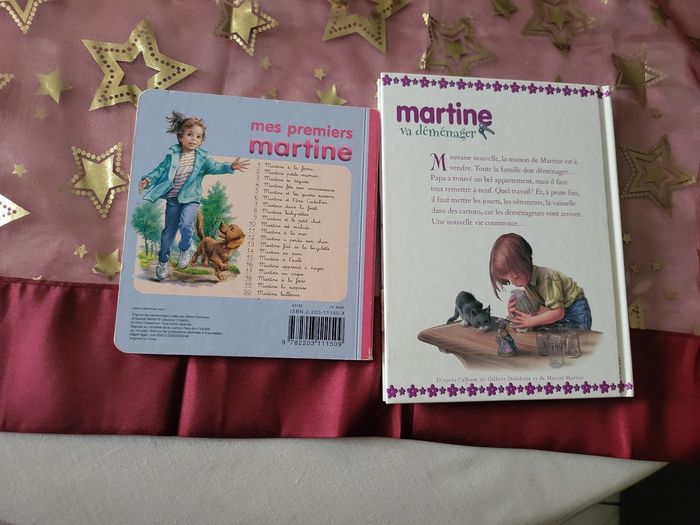 mes premiers
martine
1 Martine à la ferme
2 Martine petite maman
3 Martine se déguise
4 Martine fête son anniversaire
5 Martine et les quatre saisons
6 Martine et l'âne Cadichon
7 Martine dans la forêt
8 Martine baby-sitter
9 Martine et le petit chat
10 Martine est malade
11 Martine à la mer
12 Martine a perdu son chien
13 Martine fait de la bicyclette
14 Martine au parc
15 Martine à l'école
16 Martine apprend à nager
17 Martine au cirque
18 Martine à la foire
19 Martine la surprise
20 Martine ballerine
www.casterman.com
ISBN 2-203-11150-X
9 782203 111509
martine
va déménager
Mauvaise nouvelle, la maison de Martine est à
vendre. Toute la famille doit déménager…
Papa a trouvé un bel appartement, mais il faut
tout remettre à neuf. Quel travail ! Et, à peine fini,
il faut mettre les jouets, les vêtements, la vaisselle
dans des cartons, car les déménageurs vont arriver.
Une nouvelle vie commence…
D'après l'album de Gilbert Delahaye et de Marcel Marlier